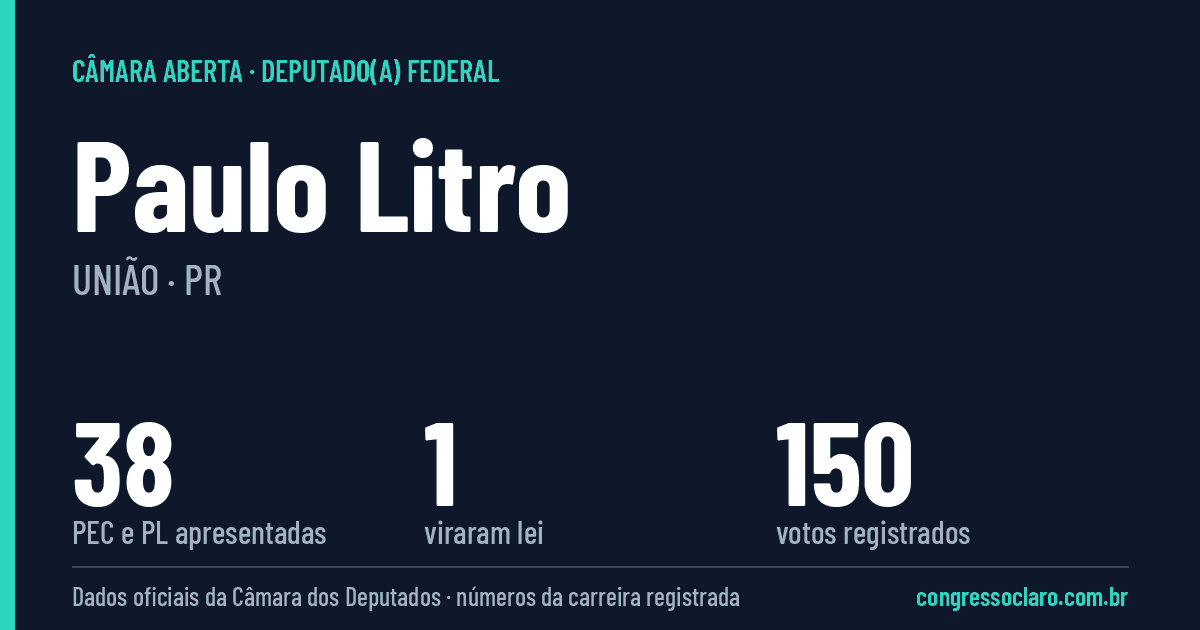 CÂMARA ABERTA · DEPUTADO(A) FEDERAL
Paulo Litro
UNIÃO · PR
38 1 150
PEC e PL apresentadas viraram lei votos registrados
Dados oficiais da Câmara dos Deputados · números da carreira registrada congressoclaro.com.br